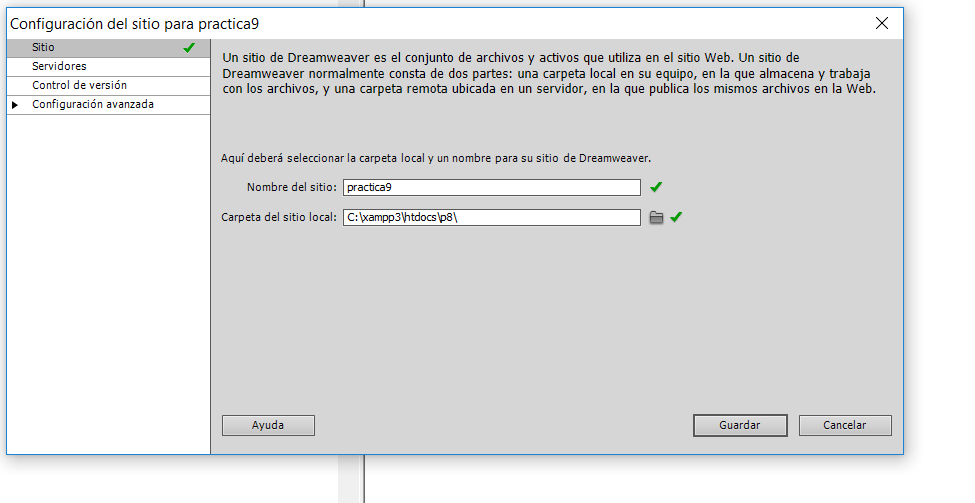 Configuración del sitio para practica9
Sitio
Servidores
Control de versión
Configuración avanzada
Un sitio de Dreamweaver es el conjunto de archivos y activos que utiliza en el sitio Web. Un sitio de
Dreamweaver normalmente consta de dos partes: una carpeta local en su equipo, en la que almacena y trabaja
con los archivos, y una carpeta remota ubicada en un servidor, en la que publica los mismos archivos en la Web.
Aquí deberá seleccionar la carpeta local y un nombre para su sitio de Dreamweaver.
Nombre del sitio: practica9
Carpeta del sitio local: C:\xampp3\htdocs\p8\
Ayuda Guardar Cancelar